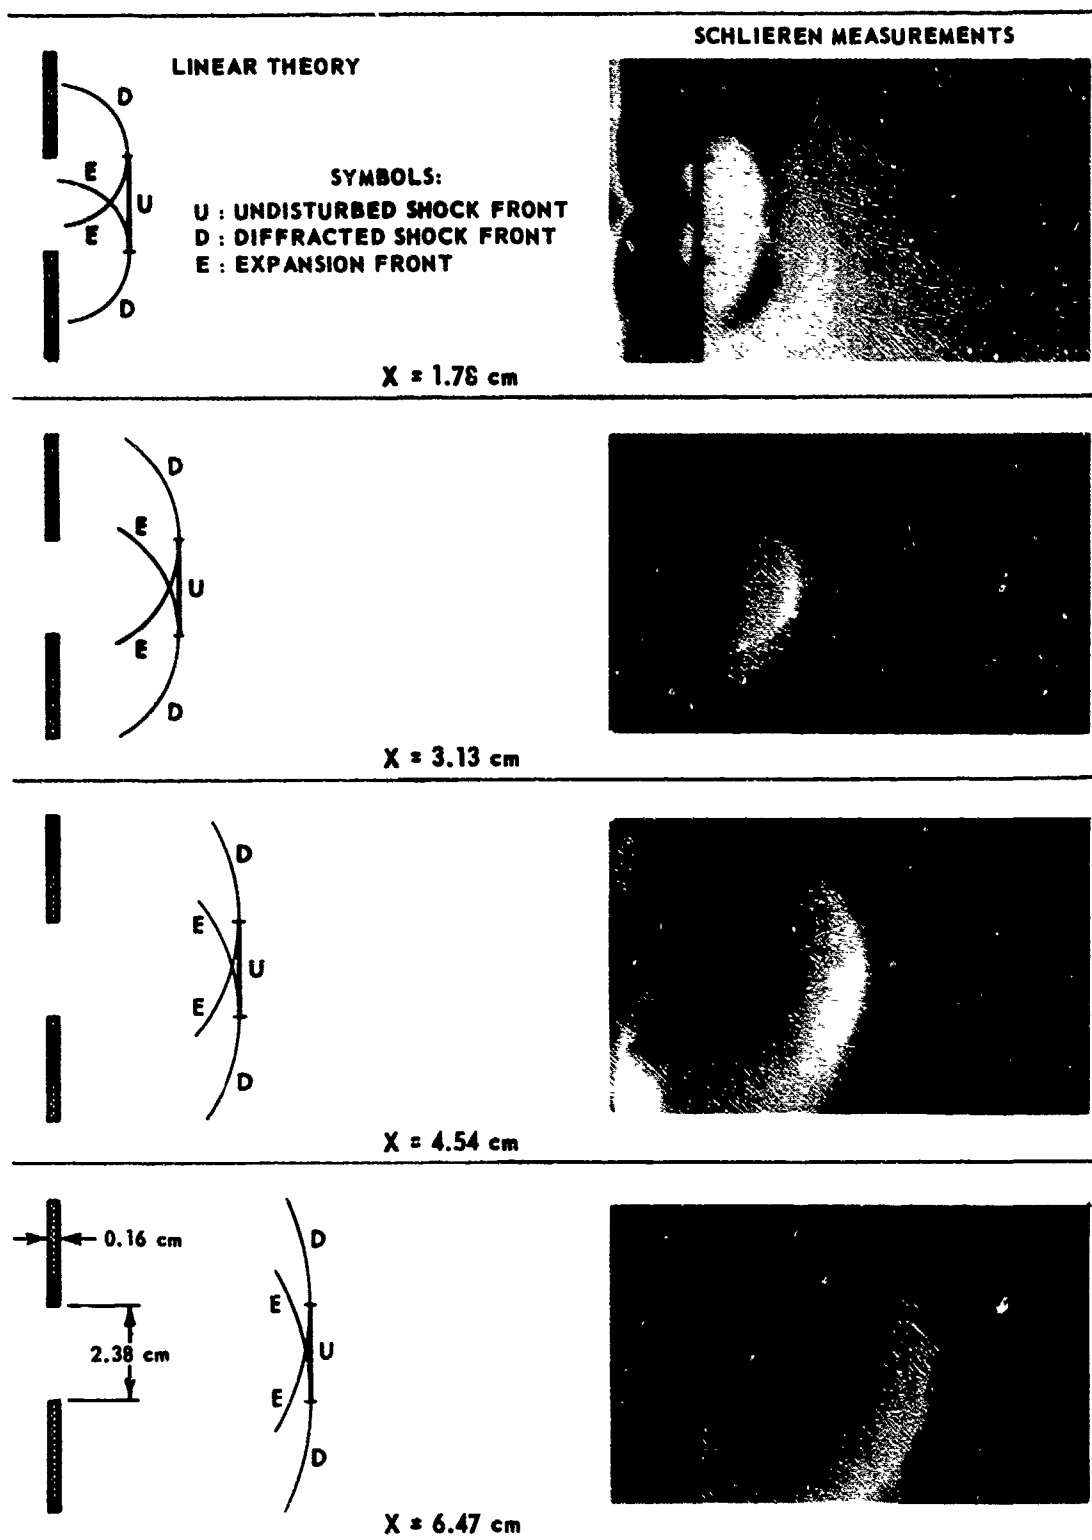 SCHLIEREN MEASUREMENTS
LINEAR THEORY
D
E
U
E
D
SYMBOLS:
U : UNDISTURBED SHOCK FRONT
D : DIFFRACTED SHOCK FRONT
E : EXPANSION FRONT
X = 1.78 cm
D
E
U
E
D
X = 3.13 cm
D
E
U
E
D
X = 4.54 cm
0.16 cm
D
E
2.38 cm
U
E
D
X = 6.47 cm